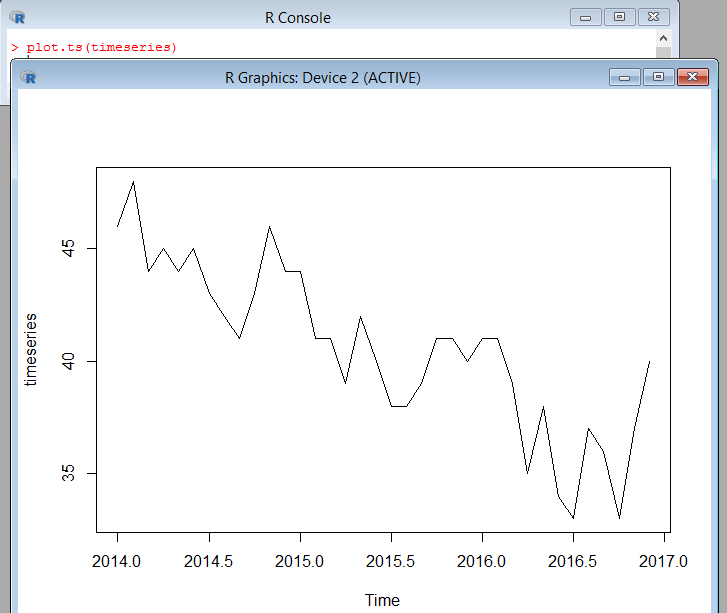 R Console
> plot.ts(timeseries)
R Graphics: Device 2 (ACTIVE)
45
40
35
timeseries
2014.0 2014.5 2015.0 2015.5 2016.0 2016.5 2017.0
Time